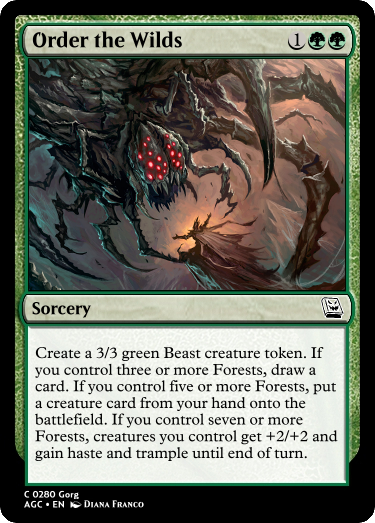 Order the Wilds 1
Sorcery
Create a 3/3 green Beast creature token. If
you control three or more Forests, draw a
card. If you control five or more Forests, put
a creature card from your hand onto the
battlefield. If you control seven or more
Forests, creatures you control get +2/+2 and
gain haste and trample until end of turn.
C 0280 Gorg
AGC • EN Diana Franco